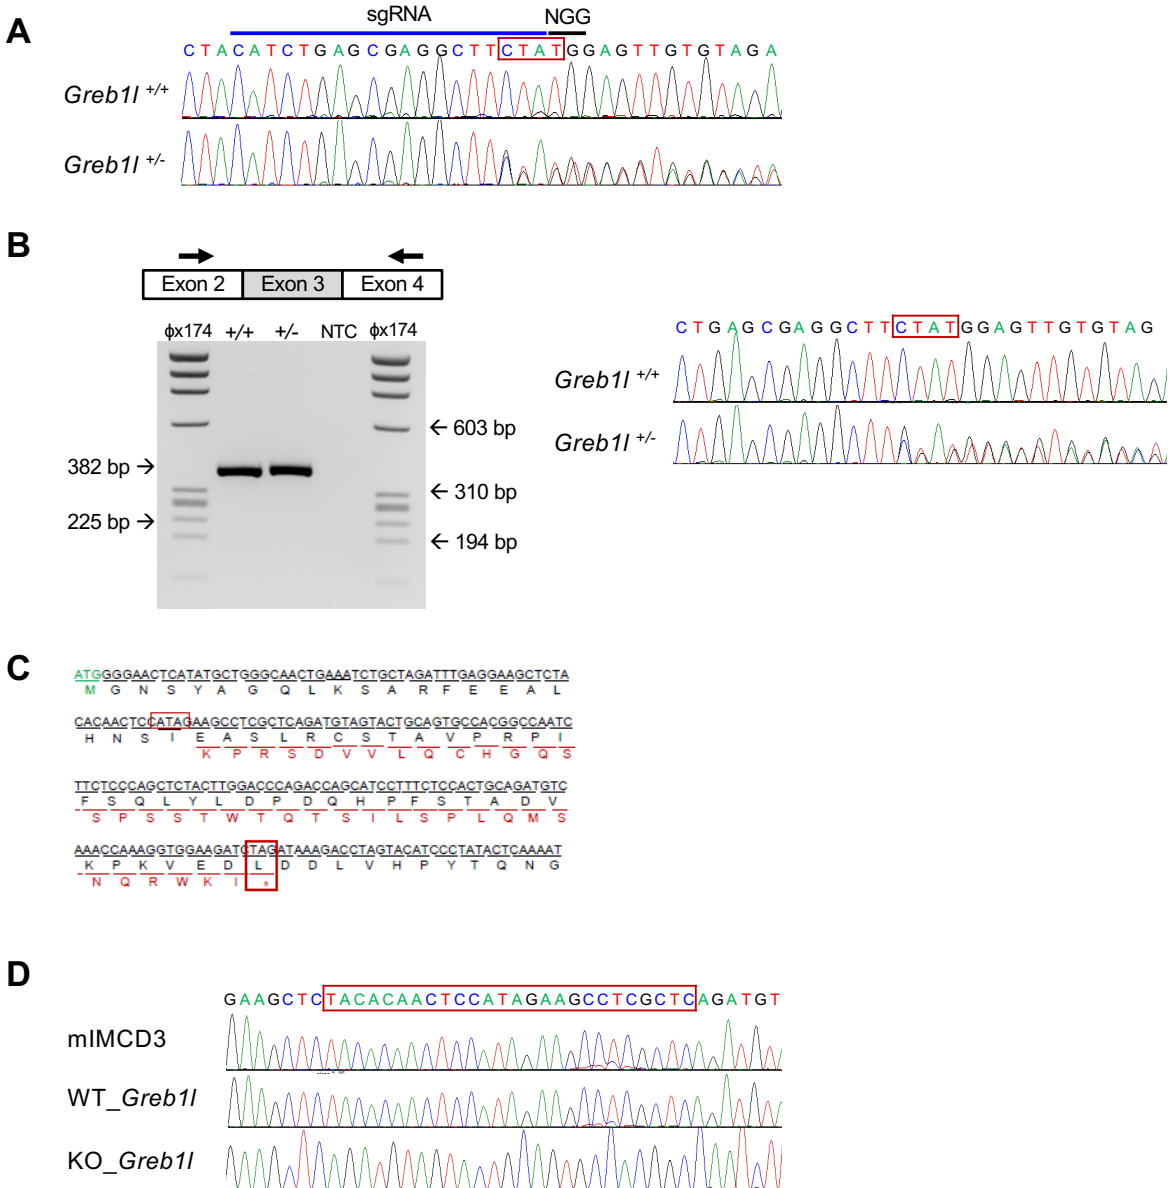 A
sgRNA NGG
CTACATCTGAGCGAGGCTTCTATGGAGTTGTGTAGA
Greb1l +/+
Greb1l +/-
B
Exon 2 Exon 3 Exon 4
ϕx174 +/+ +/- NTC ϕx174
382 bp →
225 bp →
← 603 bp
← 310 bp
← 194 bp
CTGAGCGAGGCTTCTATGGAGTTGTGTAG
Greb1l +/+
Greb1l +/-
C
ATGGGGAACTCATATGCTGGGCAACTGAAATCTGCTAGATTTGAGGAAGCTCTA
M G N S Y A G Q L K S A R F E E A L
CACAACTCCATAGAAGCCTCGCTCAGATGTAGTACTGCAGTGCCACGGCCAATC
H N S I E A S L R C S T A V P R P I
K P R S D V V L Q C H G Q S
TTCTCCCAGCTCTACTTGGACCCAGACCAGCATCCTTTCTCCACTGCAGATGTC
F S Q L Y L D P D Q H P F S T A D V
S P S S T W T Q T S I L S P L Q M S
AAACCAAAGGTGGAAGATCTAGATAAAGACCTAGTACATCCCTATACTCAAAAT
K P K V E D L D D L V H P Y T Q N G
N Q R W K I *
D
GAAGCTCTACACAACTCCATAGAAGCCTCGCTCAGATGT
mIMCD3
WT_Greb1l
KO_Greb1l